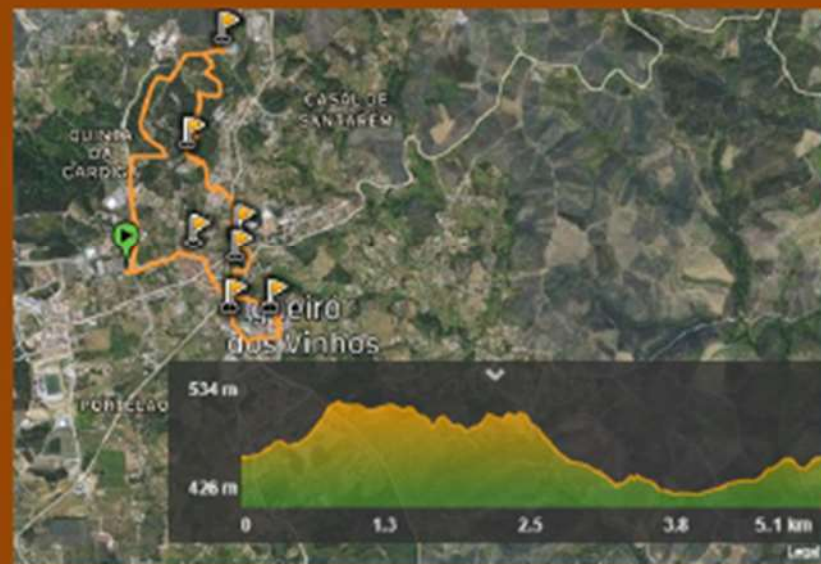 CASAL DE
SANTARÉM
QUINTA
DA
CARDIGA
eiro
dos Vinhos
PORTELÃO
534 m
426 m
0 1.3 2.5 3.8 5.1 km
Legal